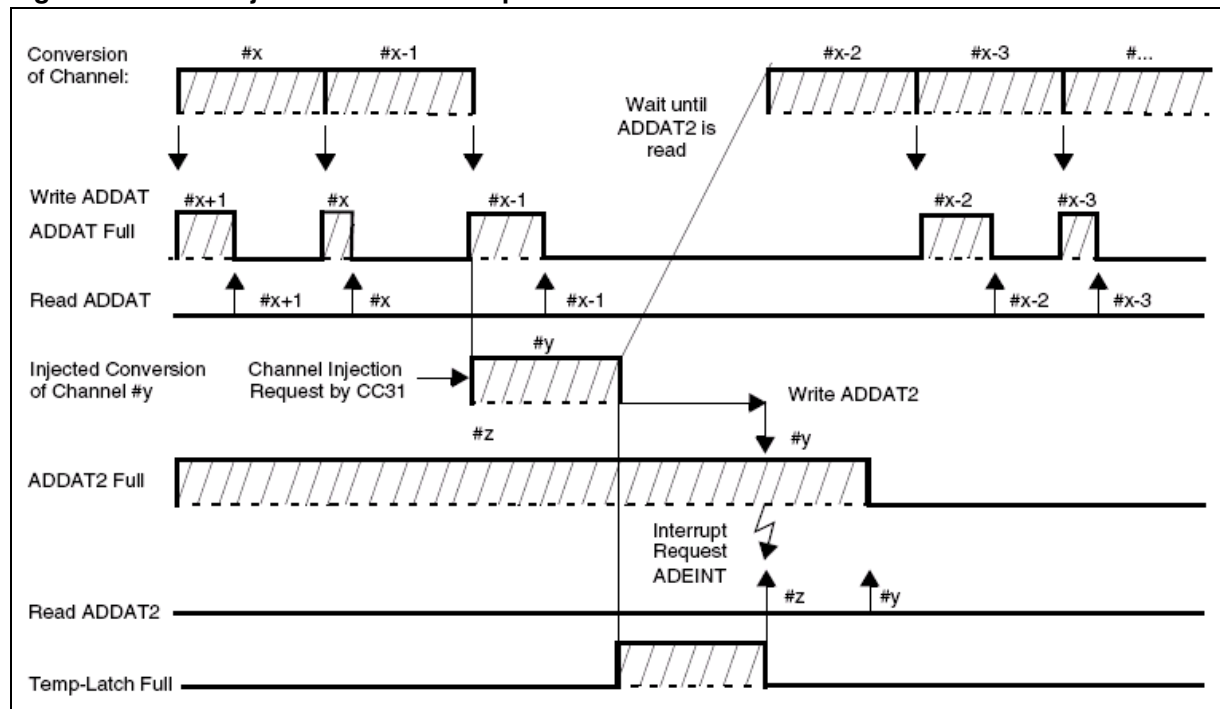 Conversion
of Channel:
#x
#x-1
#x-2
#x-3
#...
Wait until
ADDAT2 is
read
Write ADDAT
ADDAT Full
#x+1
#x
#x-1
#x-2
#x-3
Read ADDAT
#x+1
#x
#x-1
#x-2
#x-3
Injected Conversion
of Channel #y
Channel Injection
Request by CC31
#y
Write ADDAT2
#z
#y
ADDAT2 Full
Interrupt
Request
ADEINT
Read ADDAT2
#z
#y
Temp-Latch Full